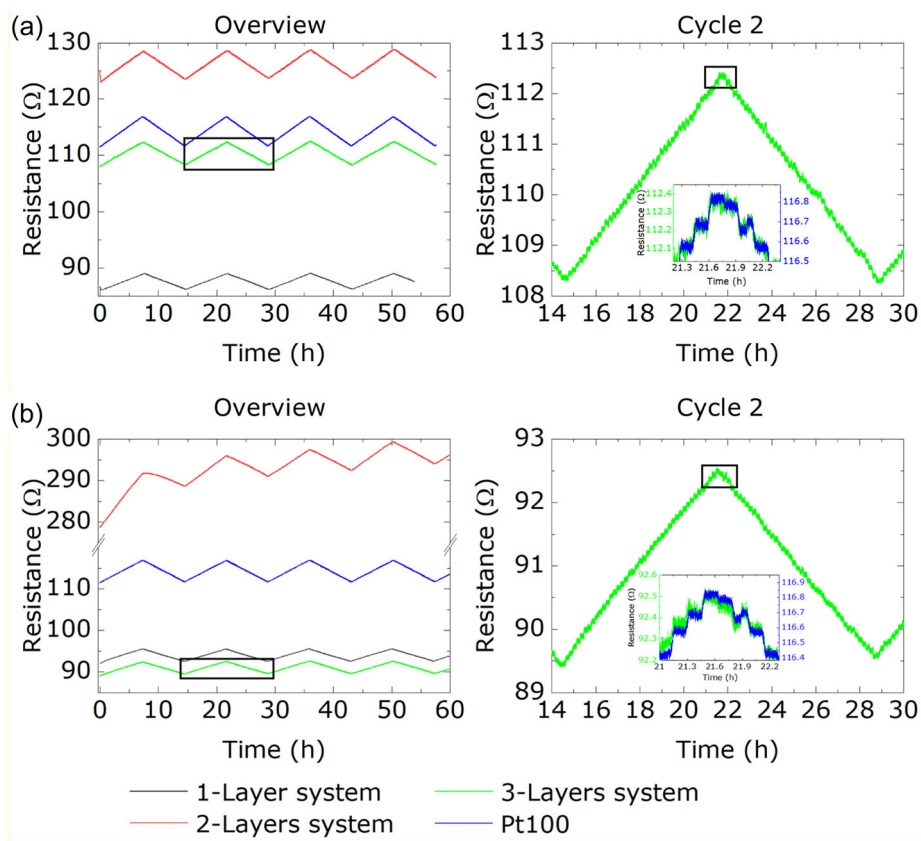 (a)
Overview
Cycle 2
Resistance (Ω)
130
120
110
100
90
0 10 20 30 40 50 60
Time (h)
Resistance (Ω)
113
112
111
110
109
108
14 16 18 20 22 24 26 28 30
Time (h)
Resistance (Ω)
112.4
112.3
112.2
112.1
116.8
116.7
116.6
116.5
21.3 21.6 21.9 22.2
Time (h)
(b)
Overview
Cycle 2
Resistance (Ω)
300
290
280
110
100
90
0 10 20 30 40 50 60
Time (h)
Resistance (Ω)
93
92
91
90
89
14 16 18 20 22 24 26 28 30
Time (h)
Resistance (Ω)
92.6
92.5
92.4
92.3
92.2
116.9
116.8
116.7
116.6
116.5
116.4
21 21.3 21.6 21.9 22.2
Time (h)
1-Layer system
3-Layers system
2-Layers system
Pt100